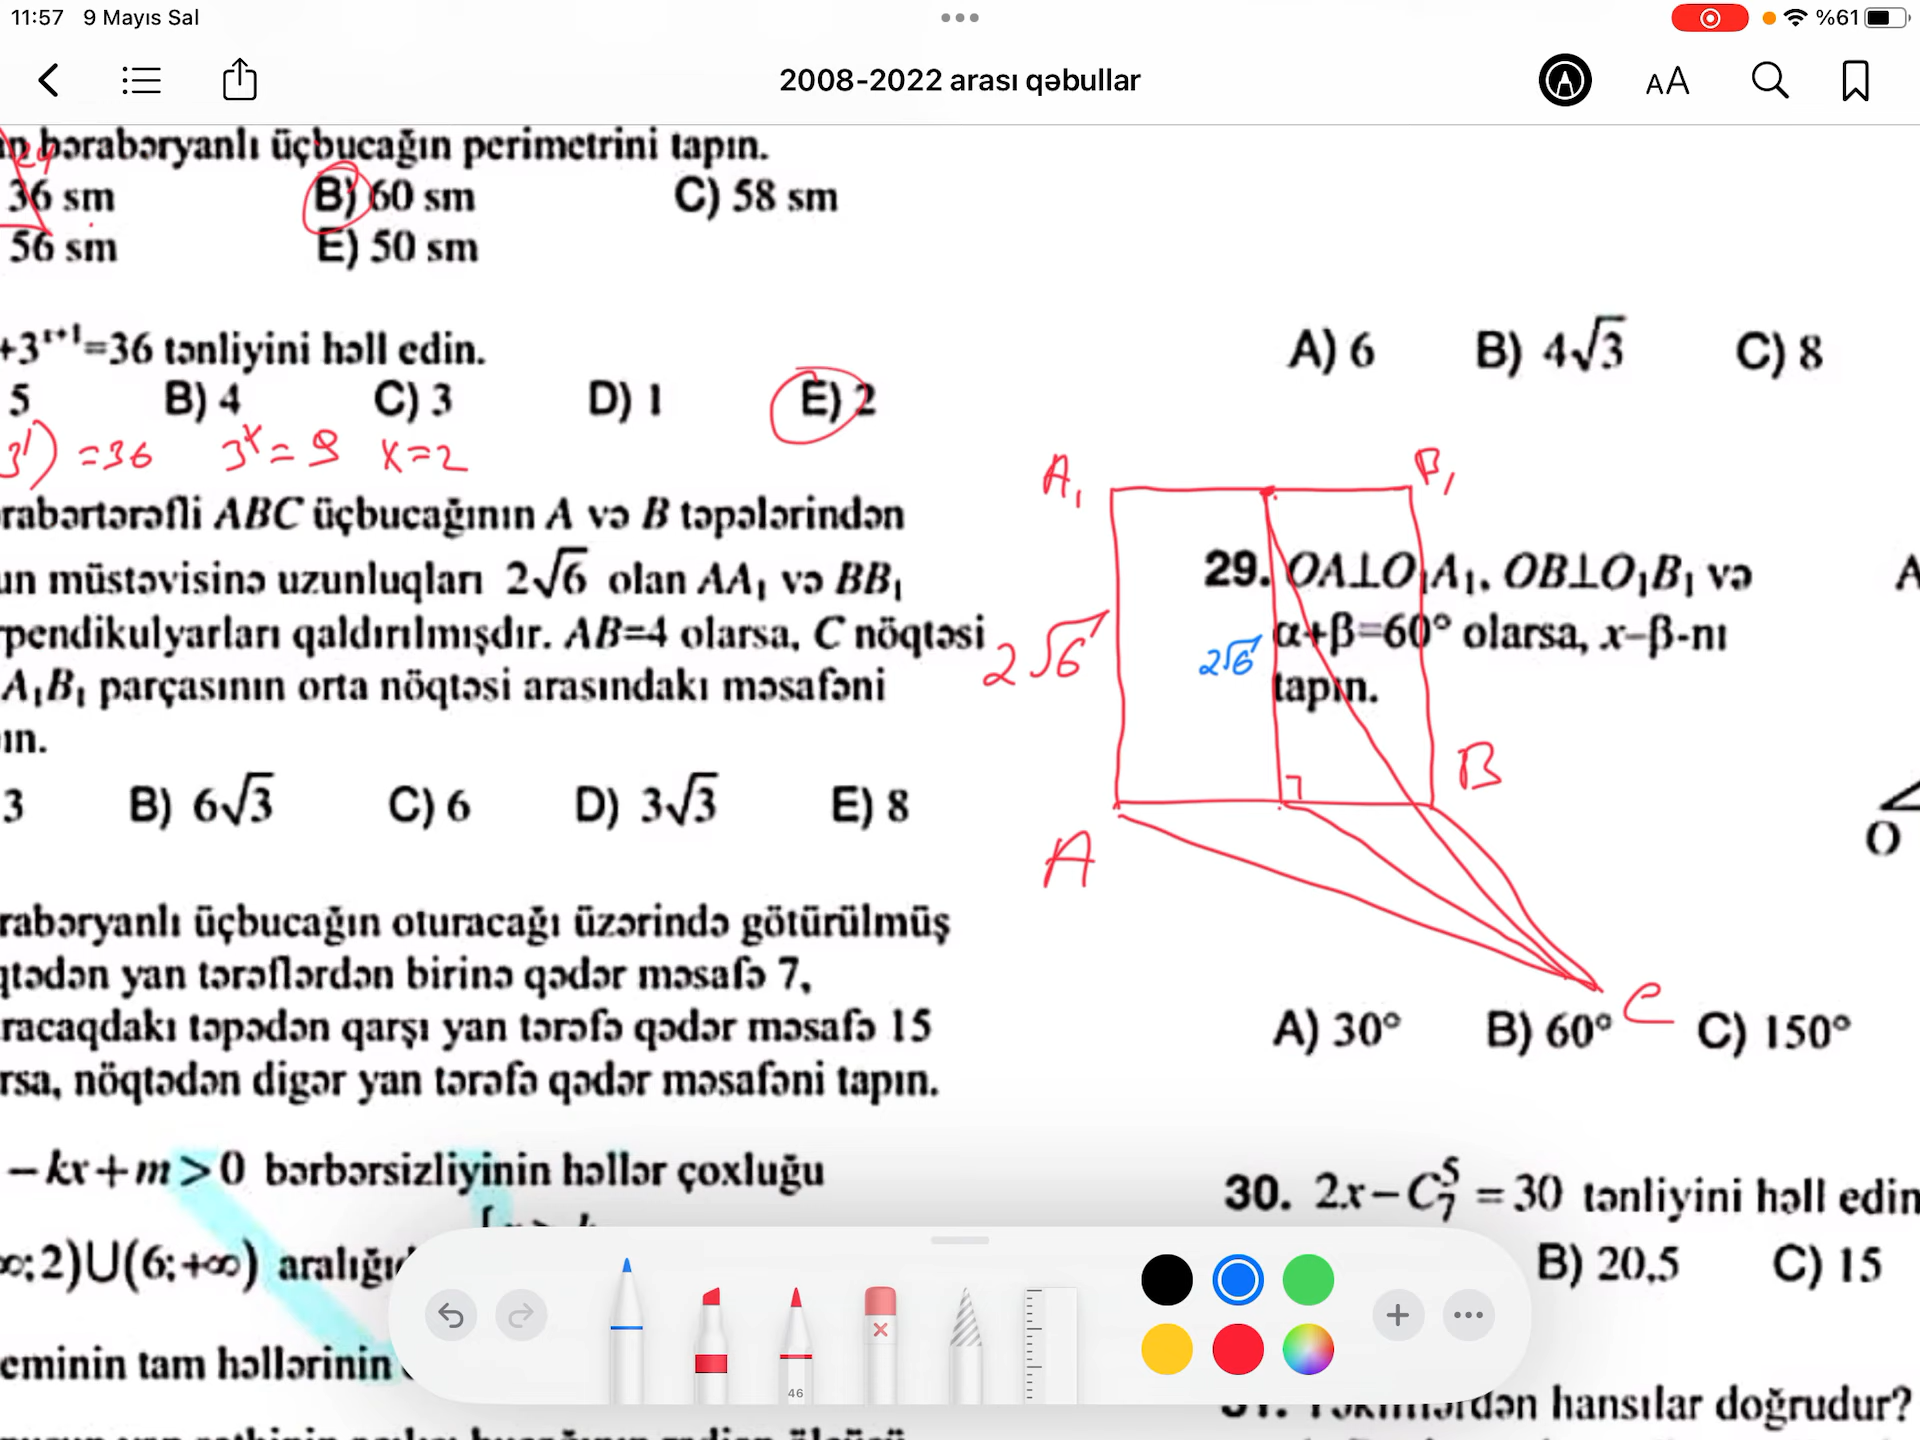 11:57 9 Mayıs Sal
%61
2008-2022 arası qəbullar
AA
bərabəryanlı üçbucağın perimetrini tapın.
24
36 sm B) 60 sm C) 58 sm
56 sm E) 50 sm
+3ˣ⁺¹=36 tənliyini həll edin.
5 B) 4 C) 3 D) 1 E) 2
3¹) =36 3ˣ= 9 x=2
rabərtərəfli ABC üçbucağının A və B təpələrindən
un müstəvisinə uzunluqları 2√6 olan AA₁ və BB₁
rpendikulyarları qaldırılmışdır. AB=4 olarsa, C nöqtəsi
A₁B₁ parçasının orta nöqtəsi arasındakı məsafəni
ın.
3 B) 6√3 C) 6 D) 3√3 E) 8
rabəryanlı üçbucağın oturacağı üzərində götürülmüş
qtədən yan tərəflərdən birinə qədər məsafə 7,
racaqdakı təpədən qarşı yan tərəfə qədər məsafə 15
rsa, nöqtədən digər yan tərəfə qədər məsafəni tapın.
−kx+m>0 bərbərsizliyinin həllər çoxluğu
∞;2)∪(6;+∞) aralığı
eminin tam həllərinin
A) 6 B) 4√3 C) 8
A₁ B₁
29. OA⊥O₁A₁, OB⊥O₁B₁ və
α+β=60° olarsa, x−β-nı
tapın.
2√6 2√6
B
A
O
C
A) 30° B) 60° C) 150°
30. 2x−C₇⁵=30 tənliyini həll edin
B) 20,5 C) 15
31. dən hansılar doğrudur?
46